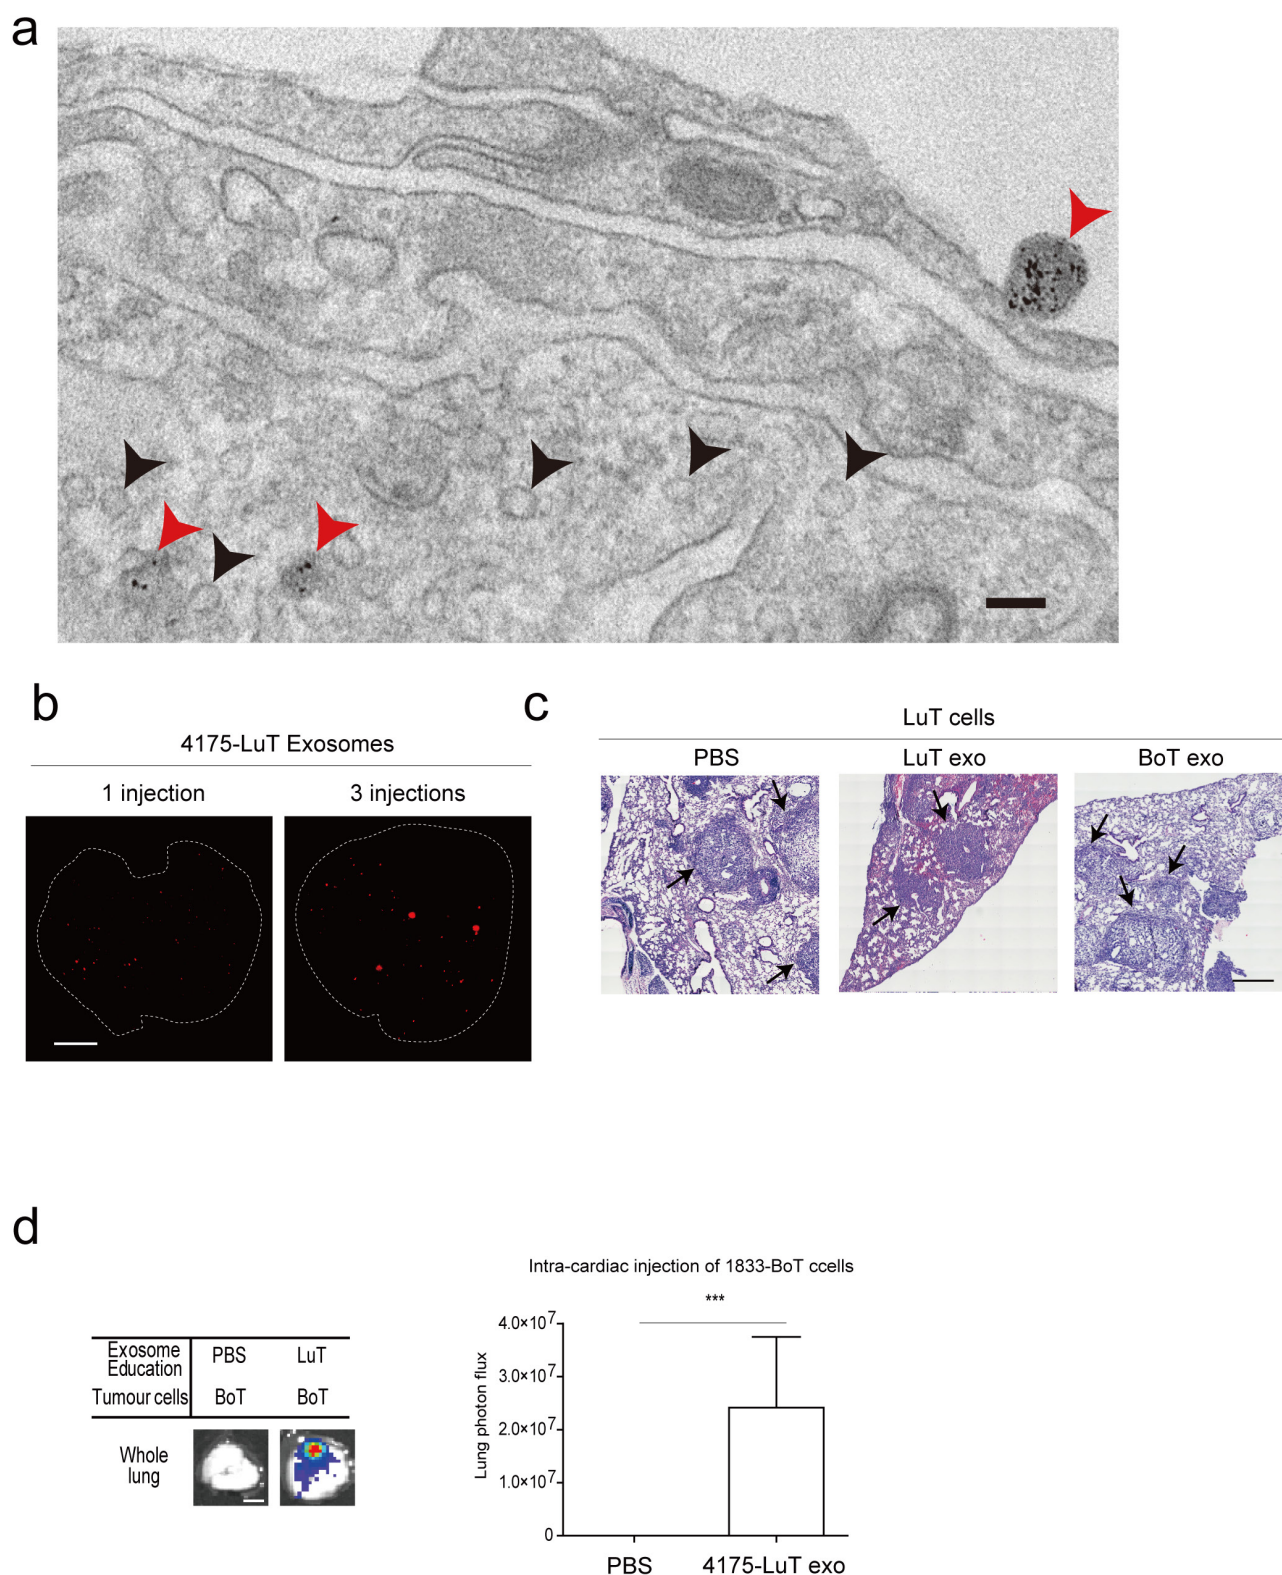 a
b
4175-LuT Exosomes
1 injection
3 injections
c
LuT cells
PBS
LuT exo
BoT exo
d
Exosome
Education
PBS
LuT
Tumour cells
BoT
BoT
Whole
lung
Intra-cardiac injection of 1833-BoT ccells
***
Lung photon flux
4.0×10⁷
3.0×10⁷
2.0×10⁷
1.0×10⁷
0
PBS
4175-LuT exo